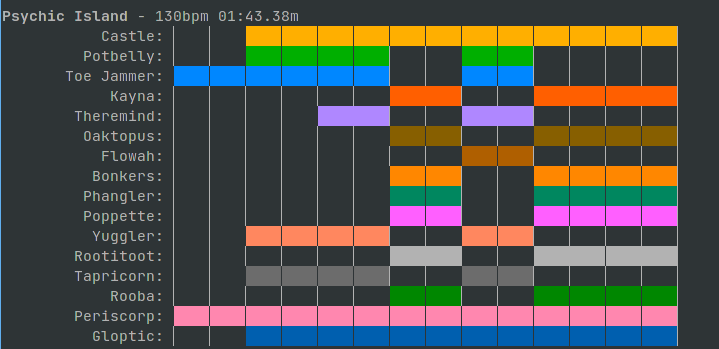 Psychic Island - 130bpm 01:43.38m
Castle:
Potbelly:
Toe Jammer:
Kayna:
Theremind:
Oaktopus:
Flowah:
Bonkers:
Phangler:
Poppette:
Yuggler:
Rootitoot:
Tapricorn:
Rooba:
Periscorp:
Gloptic: